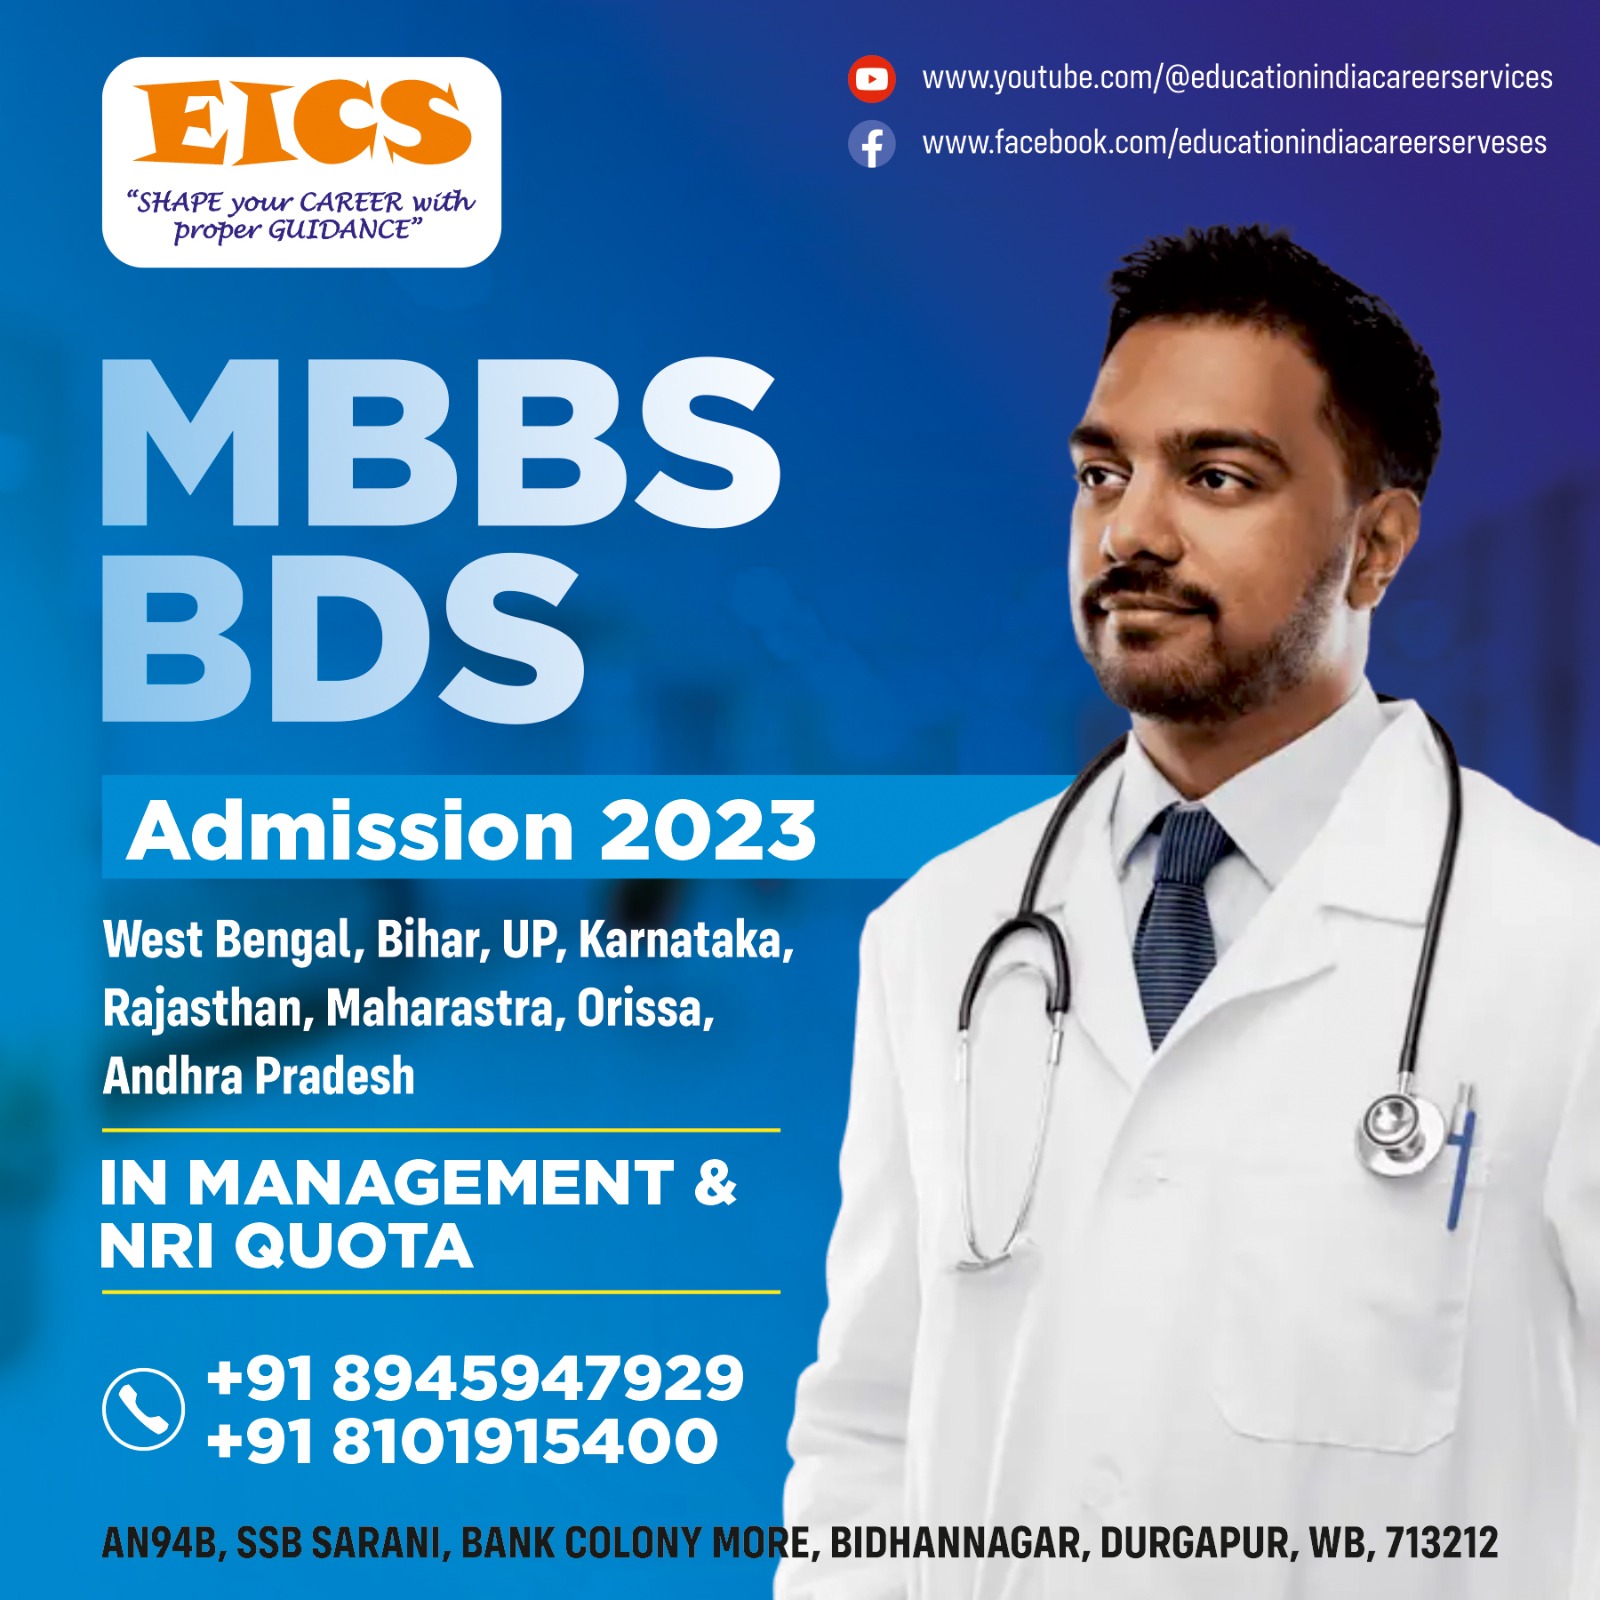 EICS
“SHAPE your CAREER with
proper GUIDANCE”
www.youtube.com/@educationindiacareerservices
www.facebook.com/educationindiacareerserveses
MBBS
BDS
Admission 2023
West Bengal, Bihar, UP, Karnataka,
Rajasthan, Maharastra, Orissa,
Andhra Pradesh
IN MANAGEMENT &
NRI QUOTA
+91 8945947929
+91 8101915400
AN94B, SSB SARANI, BANK COLONY MORE, BIDHANNAGAR, DURGAPUR, WB, 713212